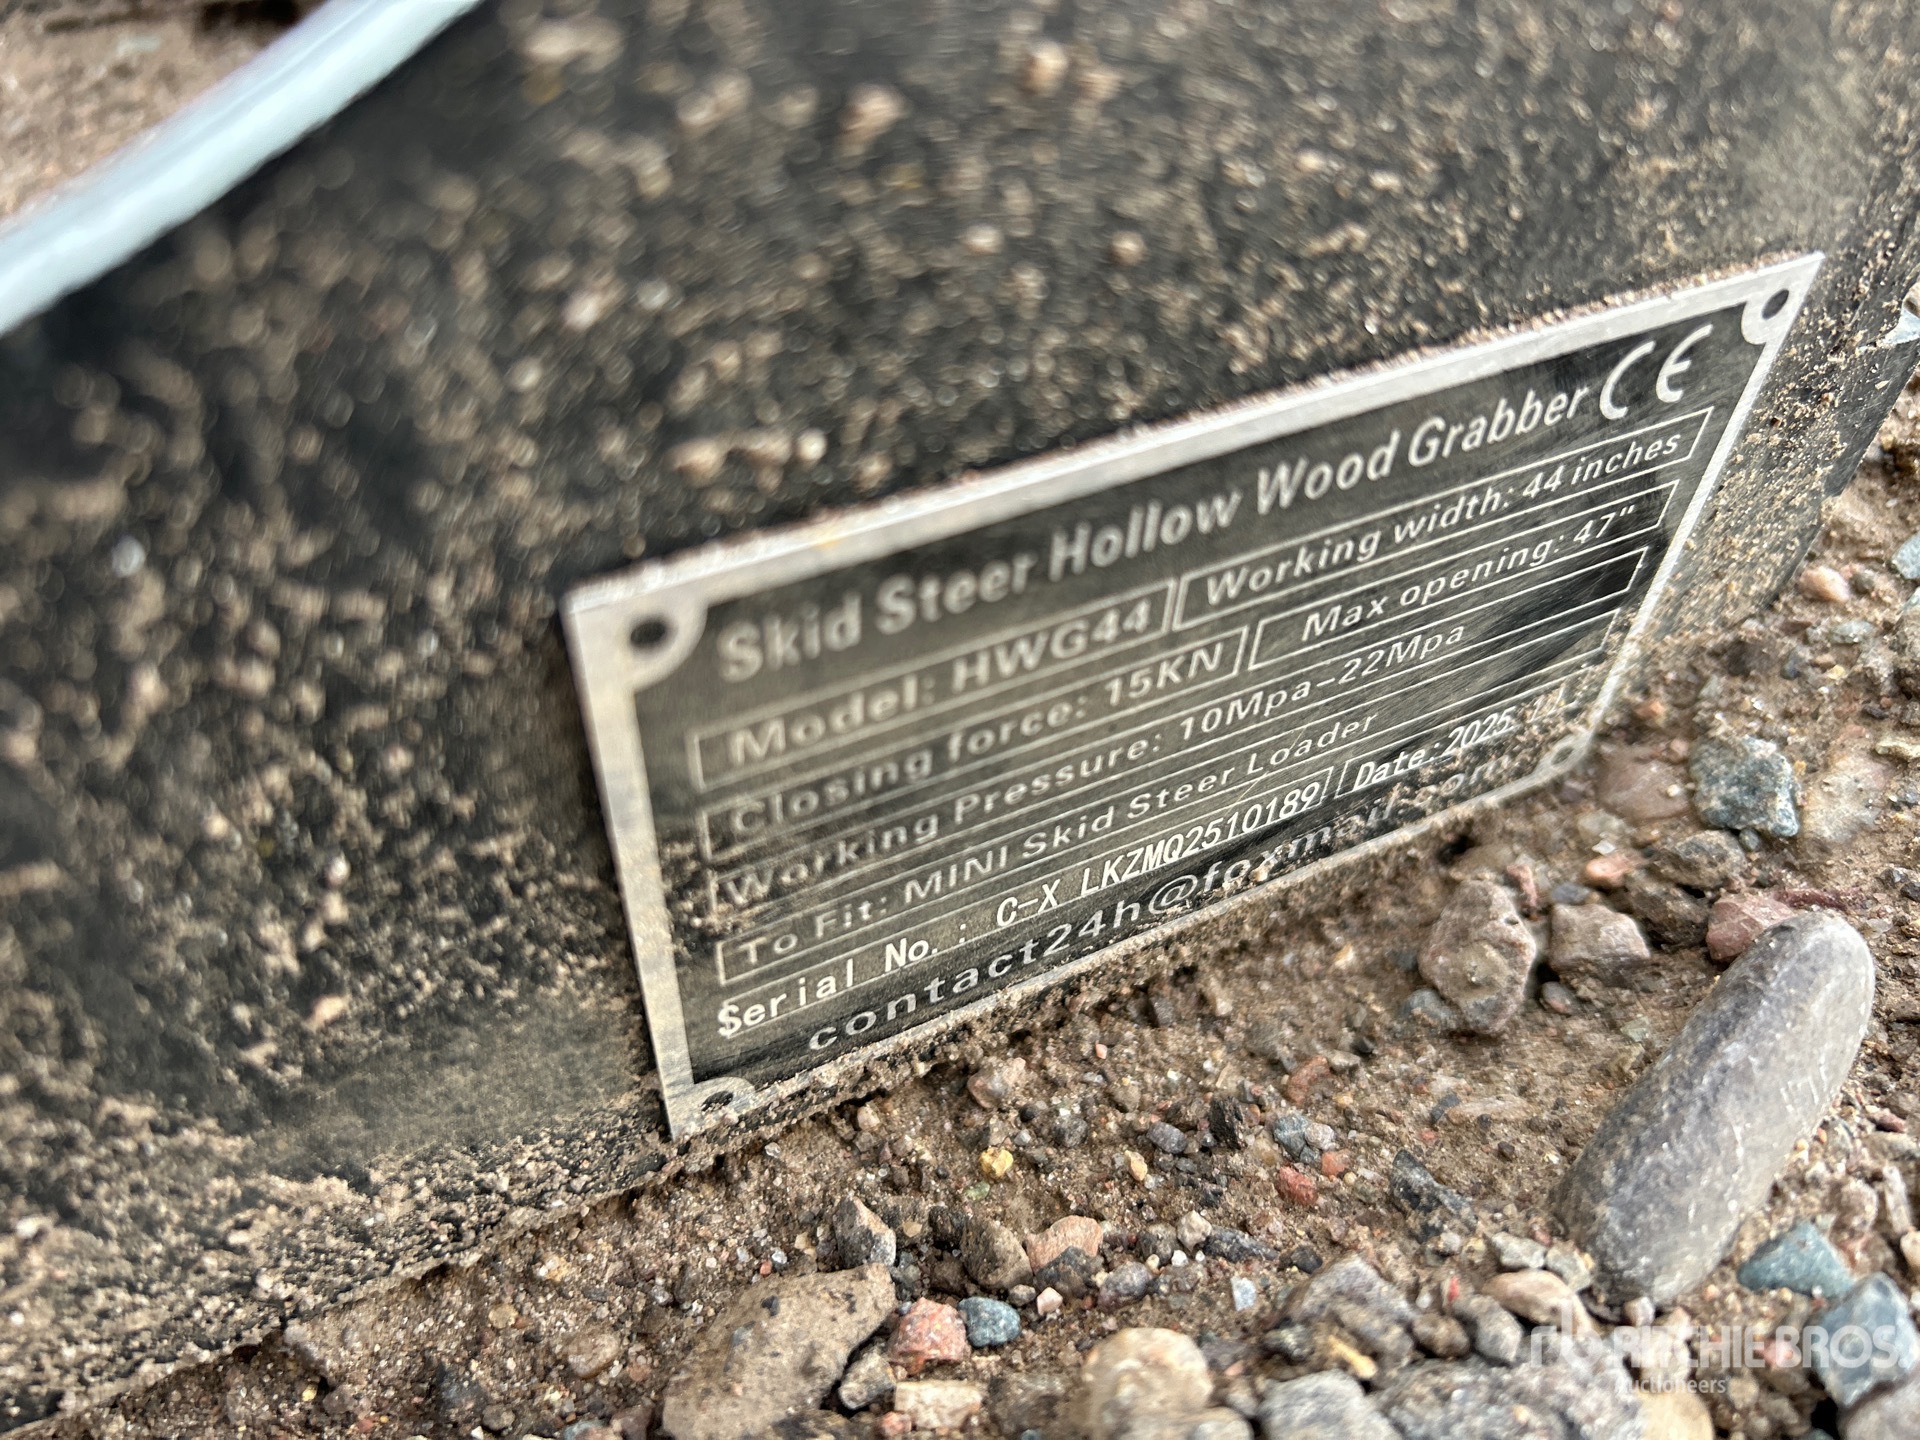 Skid Steer Hollow Wood Grabber CE
Model: HWG44 Working width: 44 inches
Closing force: 15KN Max opening: 47"
Working Pressure: 10Mpa-22Mpa
To Fit: MINI Skid Steer Loader
Serial No.: C-X LKZMQ2510189 Date: 2025.
contact24h@foxmail.com
RITCHIE BROS.
Auctioneers